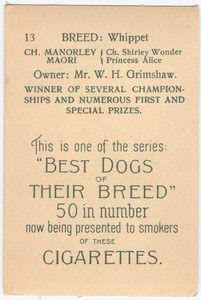 13 BREED: Whippet
CH. MANORLEY { Ch. Shirley Wonder
MAORI { Princess Alice
Owner: Mr. W. H. Grimshaw.
WINNER OF SEVERAL CHAMPION-
SHIPS AND NUMEROUS FIRST AND
SPECIAL PRIZES.
This is one of the series:
"BEST DOGS
OF
THEIR BREED"
50 in number
now being presented to smokers
OF THESE
CIGARETTES.